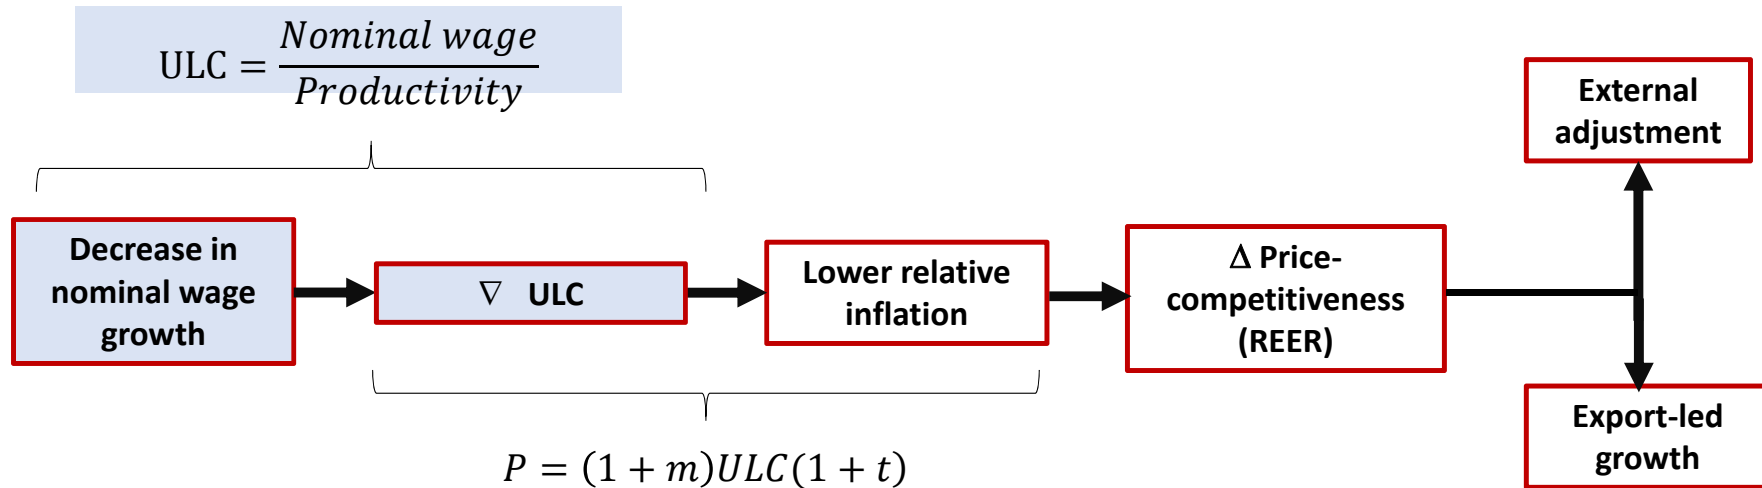 ULC = Nominal wage / Productivity
Decrease in
nominal wage
growth
∇ ULC
Lower relative
inflation
Δ Price-
competitiveness
(REER)
External
adjustment
Export-led
growth
P = (1 + m)ULC(1 + t)